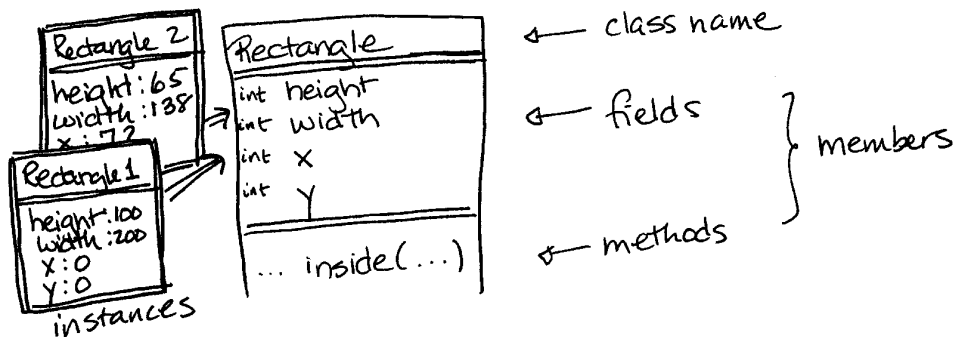 Rectangle 2
height:65
width:138
x:72
Rectangle 1
height:100
width:200
x:0
y:0
instances
Rectangle
int height
int width
int x
int y
... inside(...)
class name
fields
methods
members